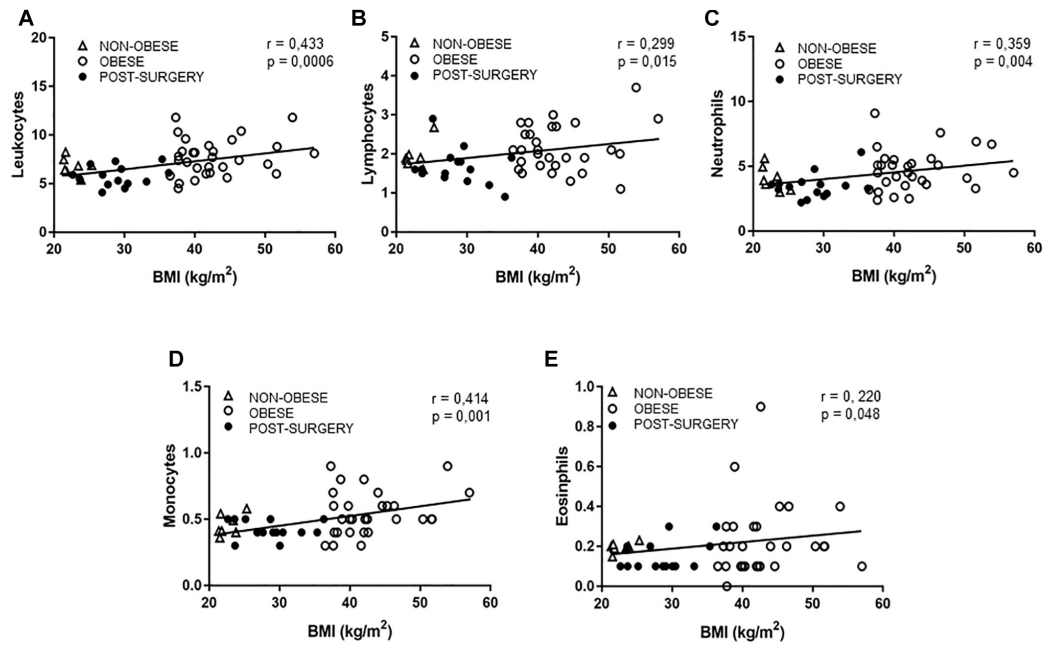 A
NON-OBESE
OBESE
POST-SURGERY
r = 0,433
p = 0,0006
Leukocytes
20
15
10
5
0
20
30
40
50
60
BMI (kg/m²)
B
NON-OBESE
OBESE
POST-SURGERY
r = 0,299
p = 0,015
Lymphocytes
5
4
3
2
1
0
20
30
40
50
60
BMI (kg/m²)
C
NON-OBESE
OBESE
POST-SURGERY
r = 0,359
p = 0,004
Neutrophils
15
10
5
0
20
30
40
50
60
BMI (kg/m²)
D
NON-OBESE
OBESE
POST-SURGERY
r = 0,414
p = 0,001
Monocytes
1.5
1.0
0.5
0.0
20
30
40
50
60
BMI (kg/m²)
E
NON-OBESE
OBESE
POST-SURGERY
r = 0, 220
p = 0,048
Eosinphils
1.0
0.8
0.6
0.4
0.2
0.0
20
30
40
50
60
BMI (kg/m²)